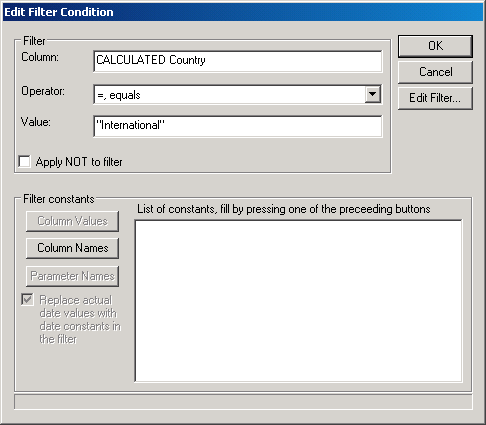 Edit Filter Condition
Filter
Column: CALCULATED Country
Operator: =, equals
Value: "International"
Apply NOT to filter
OK
Cancel
Edit Filter...
Filter constants
Column Values
Column Names
Parameter Names
Replace actual
date values with
date constants in
the filter
List of constants, fill by pressing one of the preceeding buttons